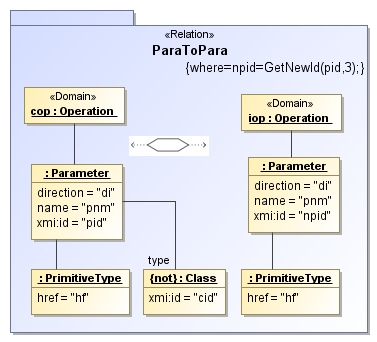 «Relation»
ParaToPara
{where=npid=GetNewId(pid,3);}
«Domain»
cop : Operation
«Domain»
iop : Operation
: Parameter
direction = "di"
name = "pnm"
xmi:id = "pid"
: Parameter
direction = "di"
name = "pnm"
xmi:id = "npid"
type
: PrimitiveType
href = "hf"
{not} : Class
xmi:id = "cid"
: PrimitiveType
href = "hf"